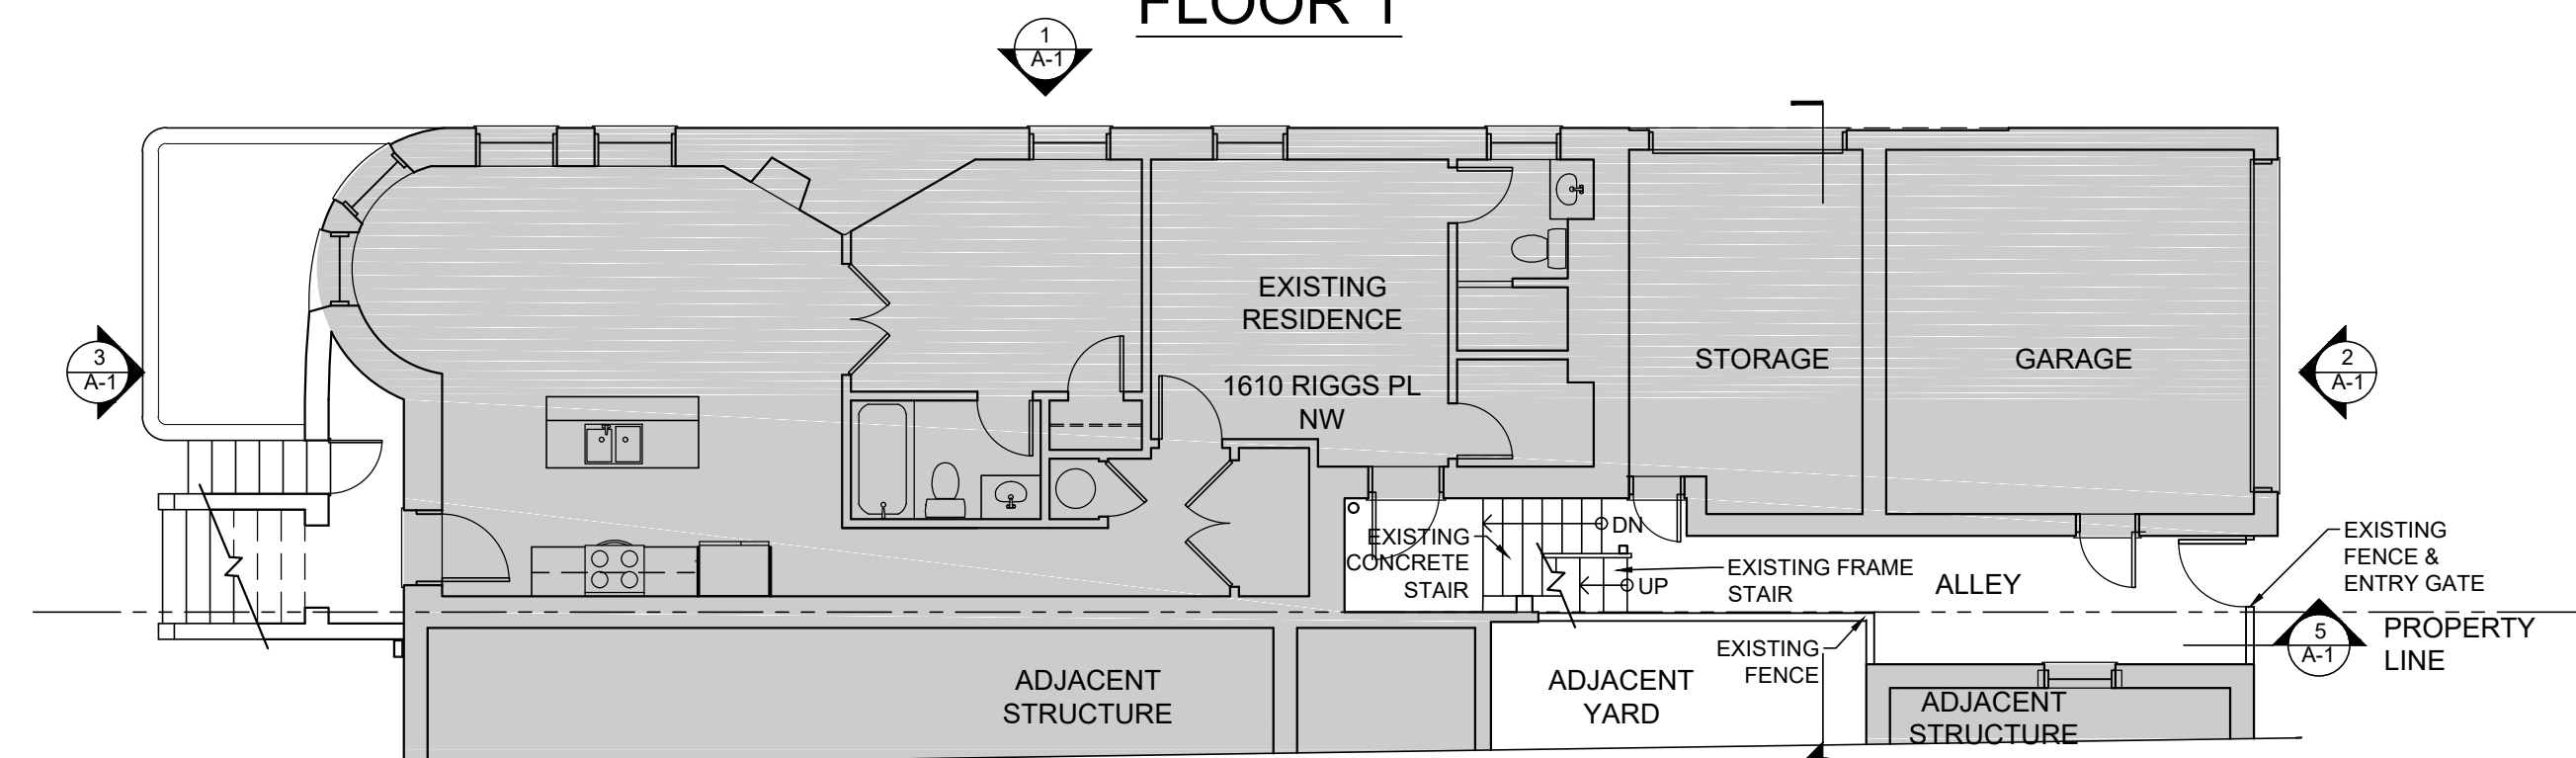 FLOOR 1
1
A-1
3
A-1
EXISTING
RESIDENCE
1610 RIGGS PL
NW
STORAGE
GARAGE
2
A-1
DN
EXISTING
CONCRETE
STAIR
UP
EXISTING FRAME
STAIR
ALLEY
EXISTING
FENCE &
ENTRY GATE
5
A-1
PROPERTY
LINE
EXISTING
FENCE
ADJACENT
STRUCTURE
ADJACENT
YARD
ADJACENT
STRUCTURE